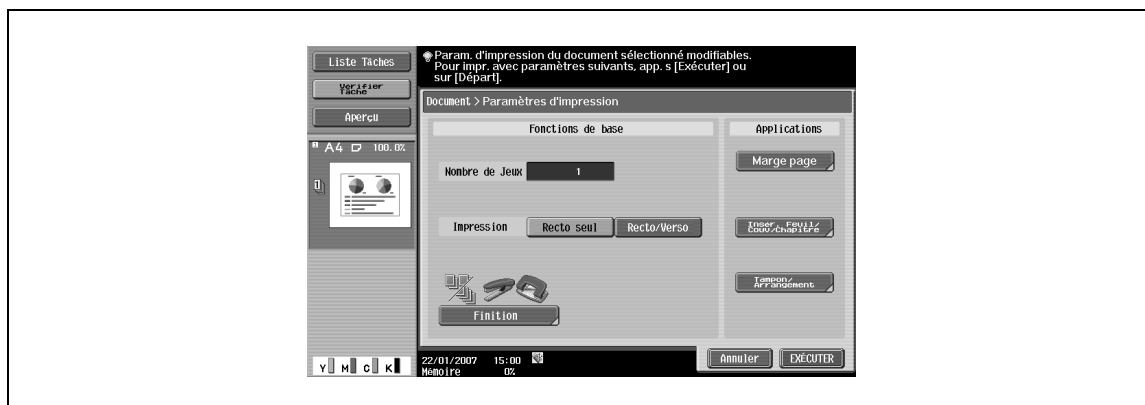 Liste Tâches
Vérifier
Tâche
Aperçu
A4 100.0%
1
Param. d'impression du document sélectionné modifiables.
Pour impr. avec paramètres suivants, app. s [Exécuter] ou
sur [Départ].
Document > Paramètres d'impression
Fonctions de base
Nombre de Jeux 1
Impression Recto seul Recto/Verso
Finition
Applications
Marge page
Inser. Feuil/
Couv/Chapitre
Tampon/
Arrangement
Y M C K
22/01/2007 15:00
Mémoire 0%
Annuler EXÉCUTER